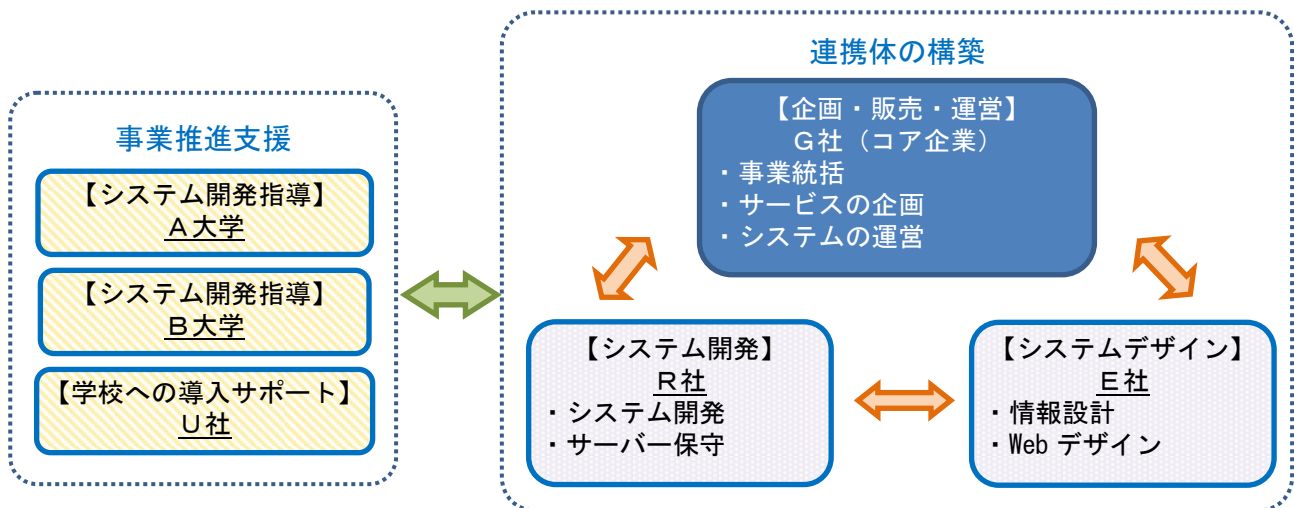 事業推進支援
【システム開発指導】
A大学
【システム開発指導】
B大学
【学校への導入サポート】
U社
連携体の構築
【企画・販売・運営】
G社（コア企業）
・事業統括
・サービスの企画
・システムの運営
【システム開発】
R社
・システム開発
・サーバー保守
【システムデザイン】
E社
・情報設計
・Web デザイン